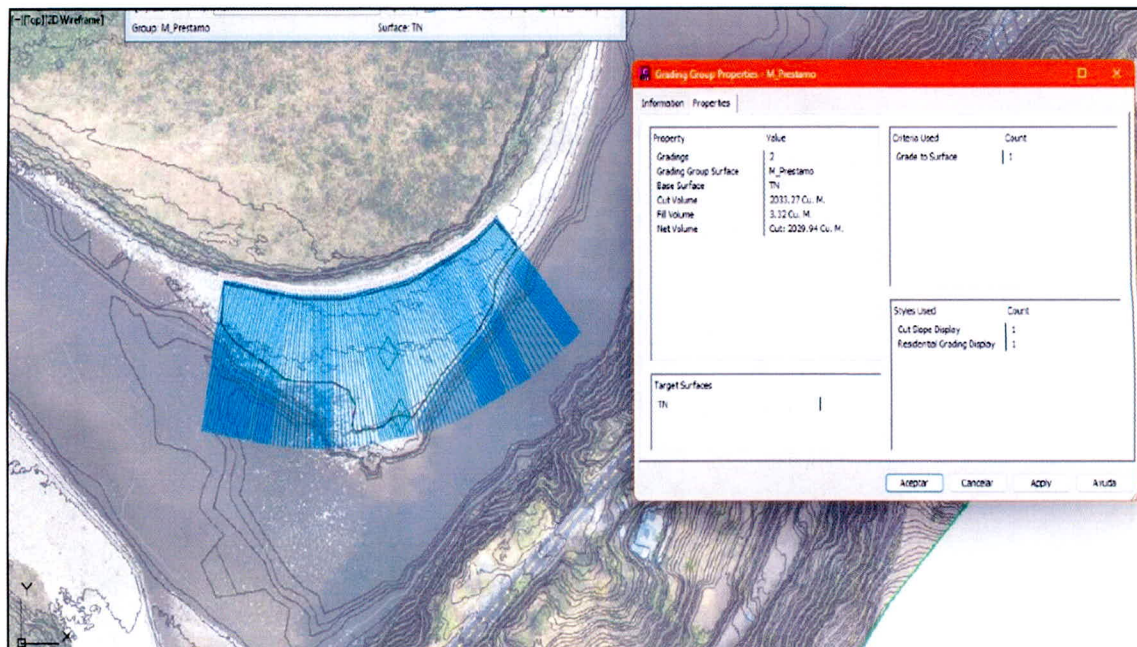 [-][Top][2D Wireframe]
Group: M_Prestamo Surface: TN
Grading Group Properties - M_Prestamo
Information Properties
Property Value
Gradings 2
Grading Group Surface M_Prestamo
Base Surface TN
Cut Volume 2033.27 Cu. M.
Fill Volume 3.32 Cu. M.
Net Volume Cut: 2029.94 Cu. M.
Criteria Used Count
Grade to Surface 1
Styles Used Count
Cut Slope Display 1
Residential Grading Display 1
Target Surfaces
TN
Aceptar Cancelar Apply Ayuda
Y
X